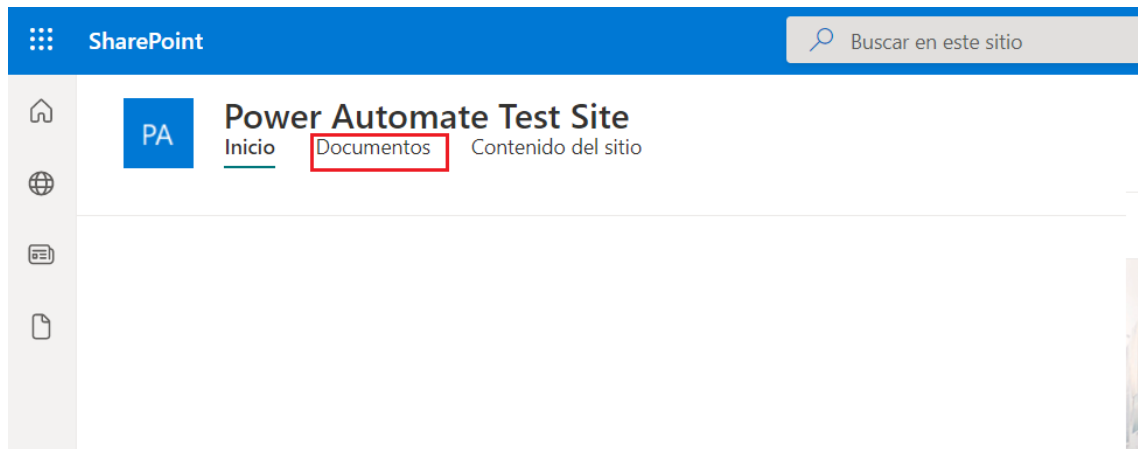 SharePoint
Buscar en este sitio
PA
Power Automate Test Site
Inicio Documentos Contenido del sitio